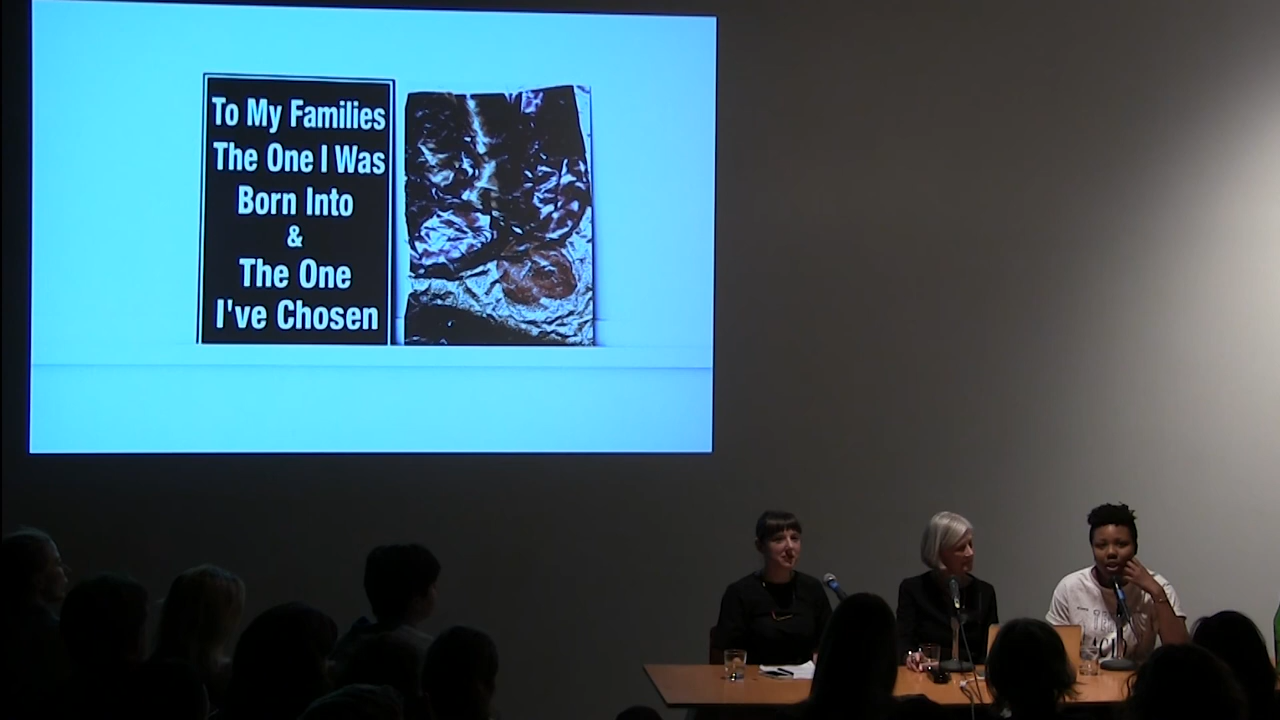 To My Families
The One I Was
Born Into
&
The One
I've Chosen